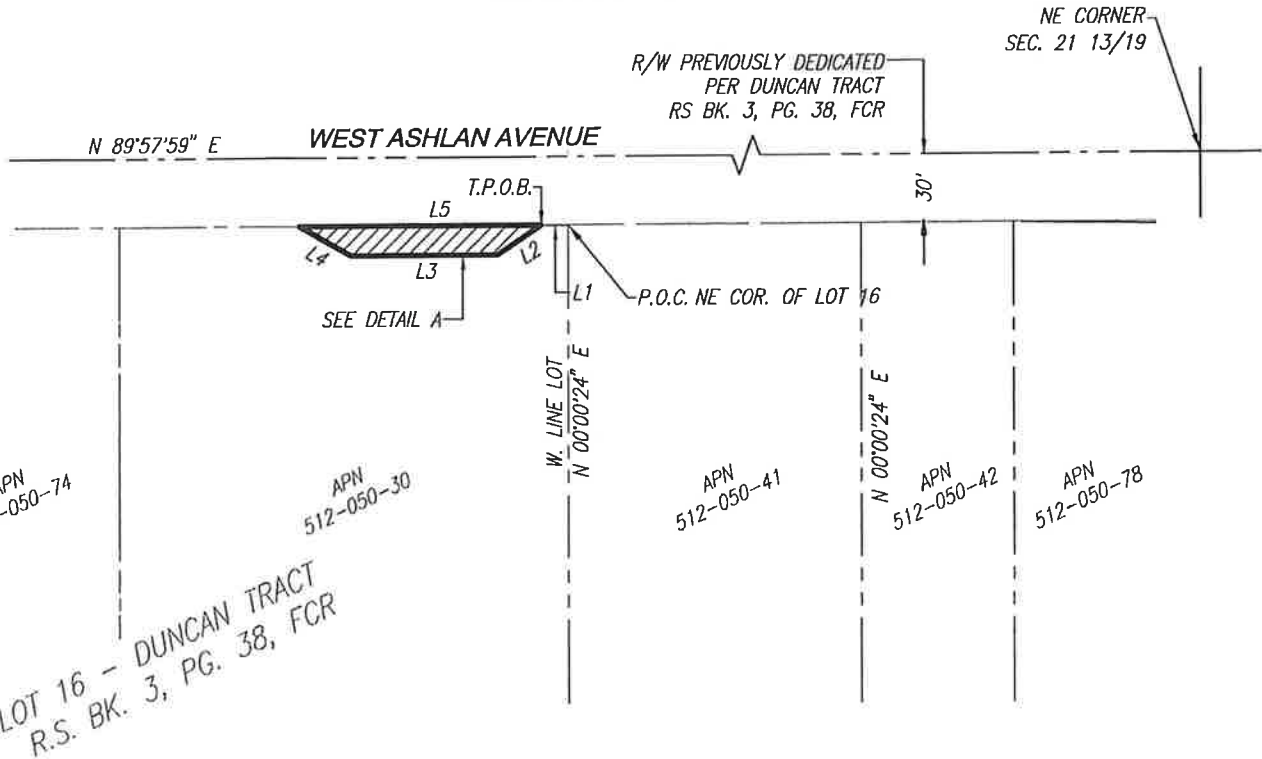 NE CORNER
SEC. 21 13/19
R/W PREVIOUSLY DEDICATED
PER DUNCAN TRACT
RS BK. 3, PG. 38, FCR
N 89°57'59" E
WEST ASHLAN AVENUE
30'
T.P.O.B.
L5
L4
L3
L2
L1
P.O.C. NE COR. OF LOT 16
SEE DETAIL A
W. LINE LOT
N 00°00'24" E
N 00°00'24" E
APN
-050-74
APN
512-050-30
APN
512-050-41
APN
512-050-42
APN
512-050-78
LOT 16 - DUNCAN TRACT
R.S. BK. 3, PG. 38, FCR